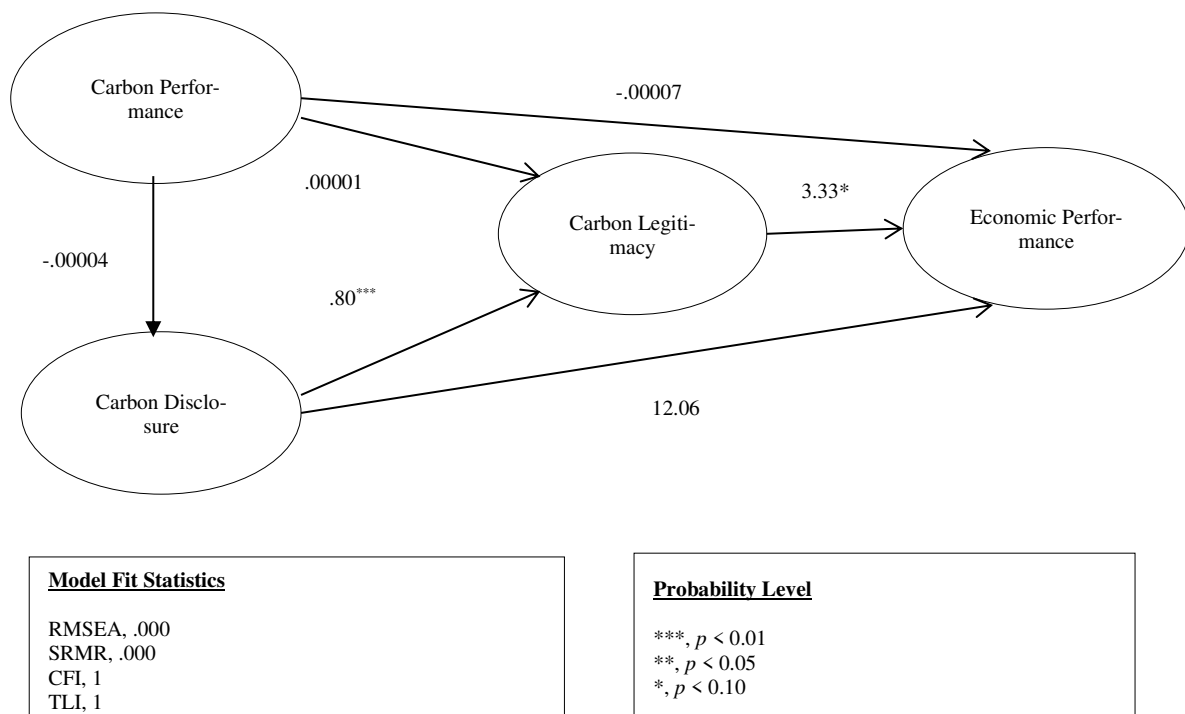 Carbon Perfor-
mance
-.00007
.00001
3.33*
Carbon Legiti-
macy
Economic Perfor-
mance
-.00004
.80***
Carbon Disclo-
sure
12.06
Model Fit Statistics
RMSEA, .000
SRMR, .000
CFI, 1
TLI, 1
Probability Level
***, p < 0.01
**, p < 0.05
*, p < 0.10